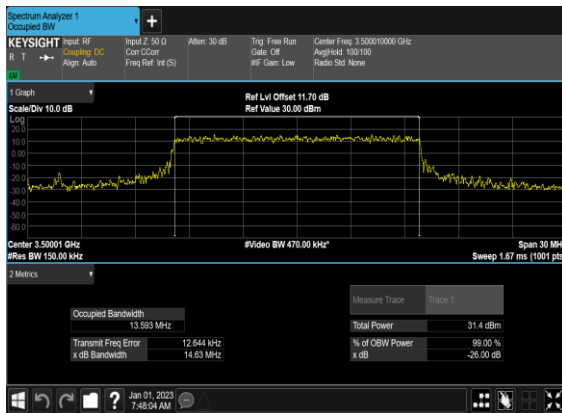 Spectrum Analyzer 1
Occupied BW
KEYSIGHT
R T
LXI
Input: RF
Coupling: DC
Align: Auto
Input Z: 50 Ω
Corr CCorr
Freq Ref: Int (S)
Atten: 30 dB
Trig: Free Run
Gate: Off
#IF Gain: Low
Center Freq: 3.500010000 GHz
Avg|Hold: 100/100
Radio Std: None
1 Graph
Scale/Div 10.0 dB
Ref Lvl Offset 11.70 dB
Ref Value 30.00 dBm
Log
20.0
10.0
0.00
-10.0
-20.0
-30.0
-40.0
-50.0
-60.0
Center 3.50001 GHz
#Res BW 150.00 kHz
#Video BW 470.00 kHz*
Span 30 MH
Sweep 1.67 ms (1001 pts
2 Metrics
Measure Trace
Trace 1
Occupied Bandwidth
13.593 MHz
Total Power
31.4 dBm
Transmit Freq Error
12.644 kHz
% of OBW Power
99.00 %
x dB Bandwidth
14.63 MHz
x dB
-26.00 dB
?
Jan 01, 2023
7:48:04 AM